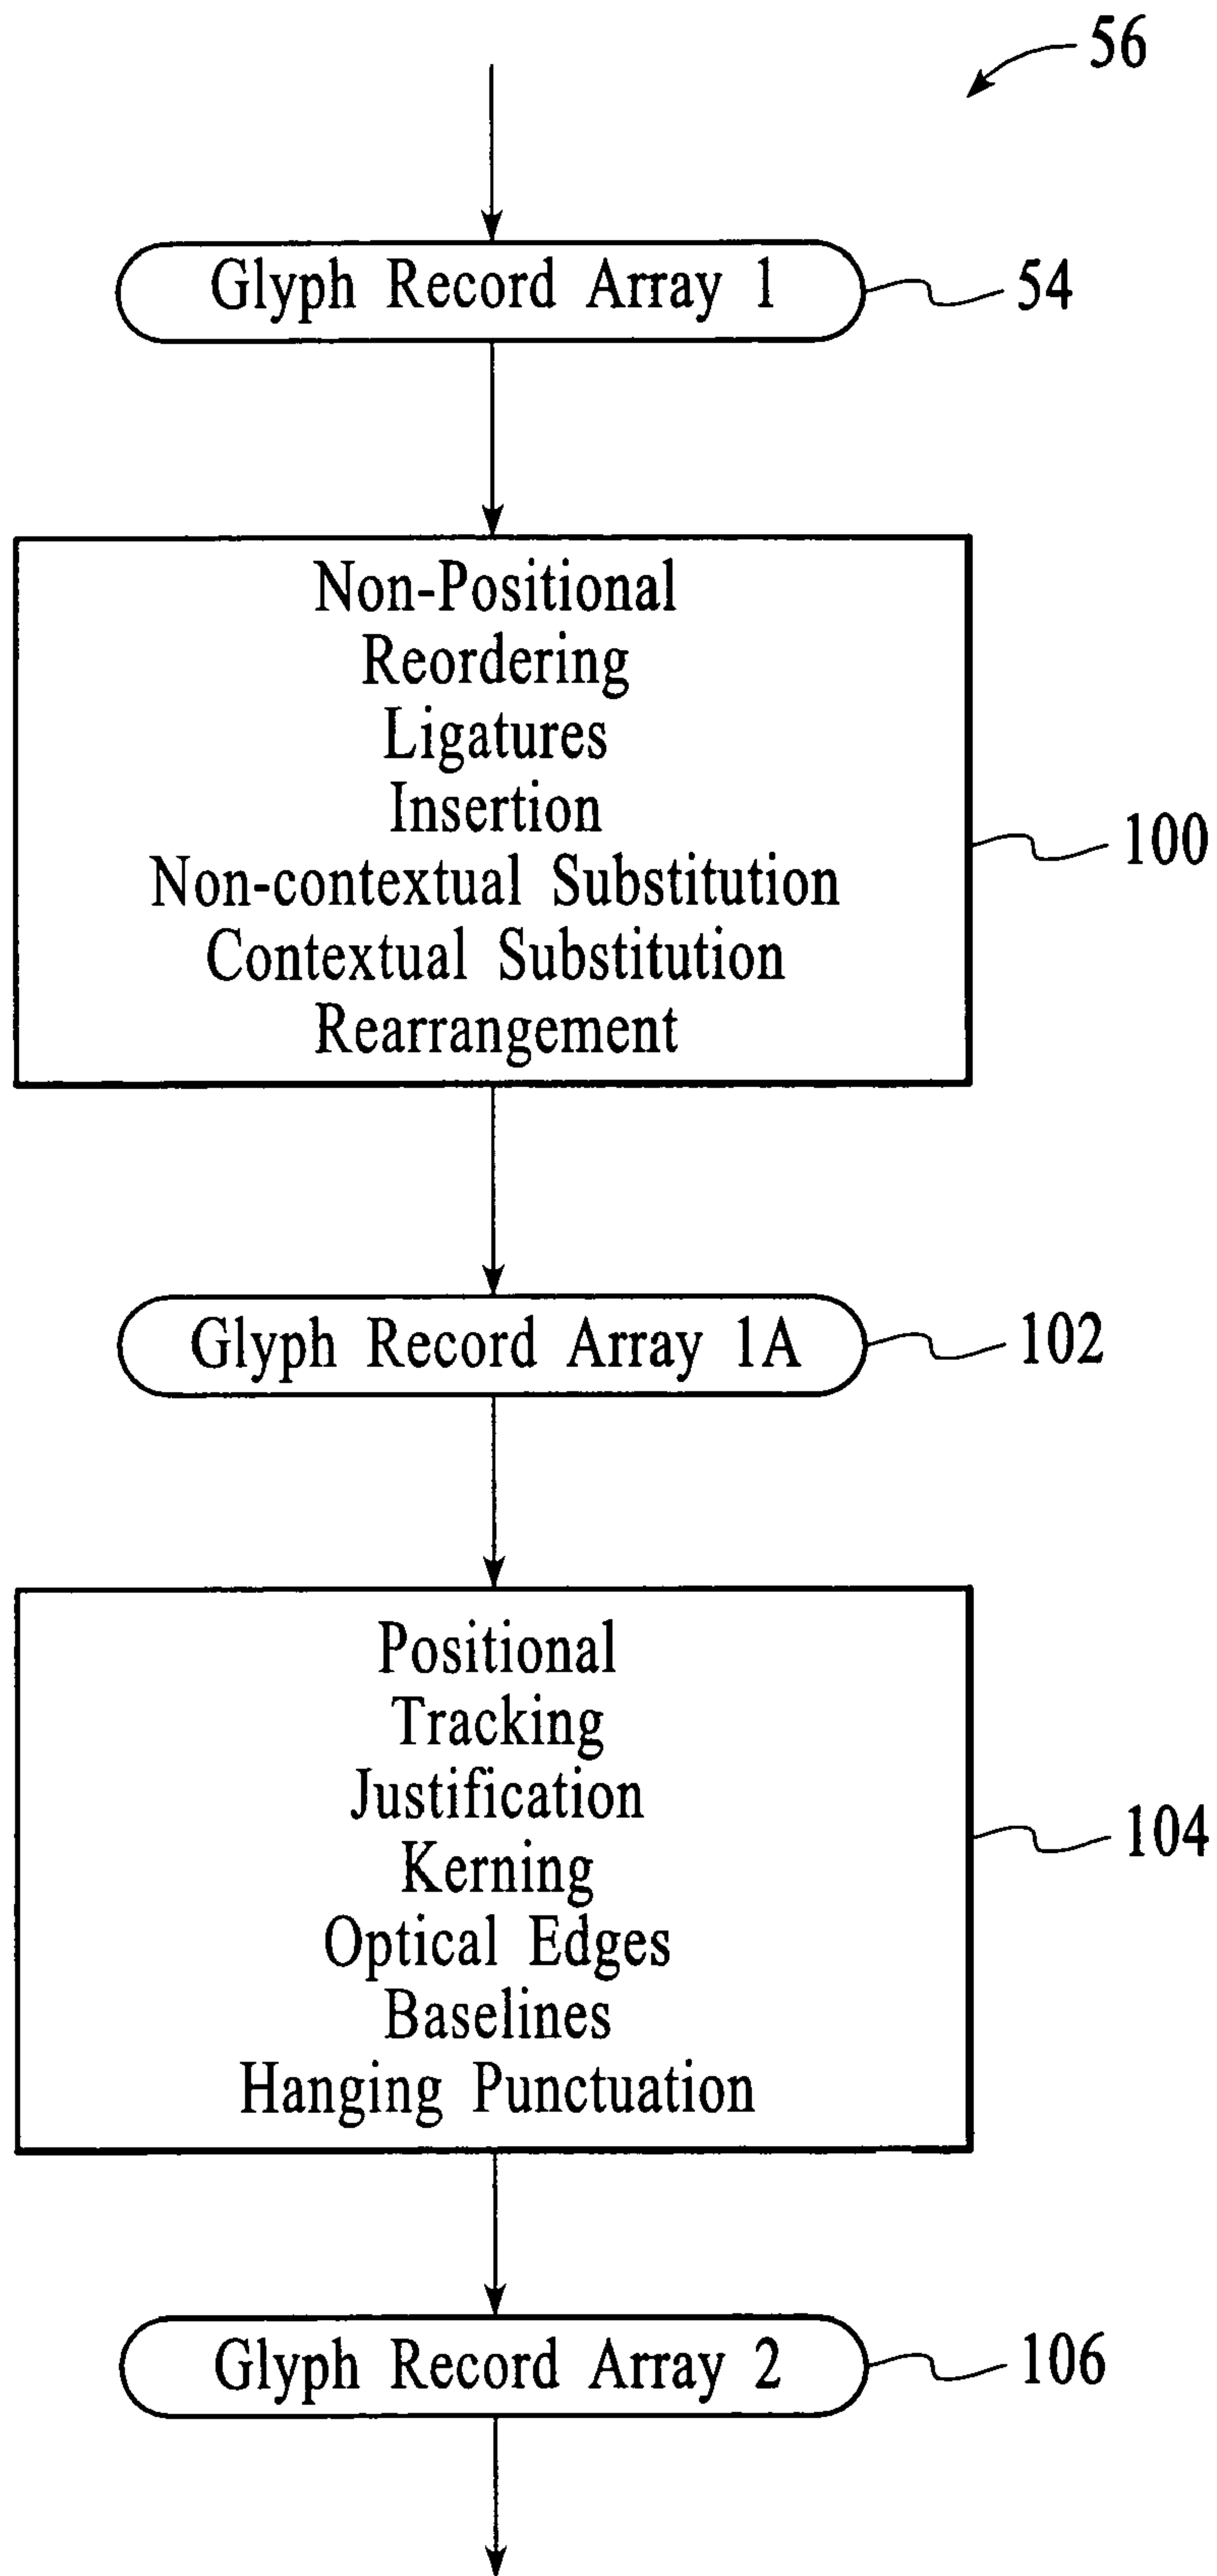 56
Glyph Record Array 1
54
Non-Positional
Reordering
Ligatures
Insertion
Non-contextual Substitution
Contextual Substitution
Rearrangement
100
Glyph Record Array 1A
102
Positional
Tracking
Justification
Kerning
Optical Edges
Baselines
Hanging Punctuation
104
Glyph Record Array 2
106